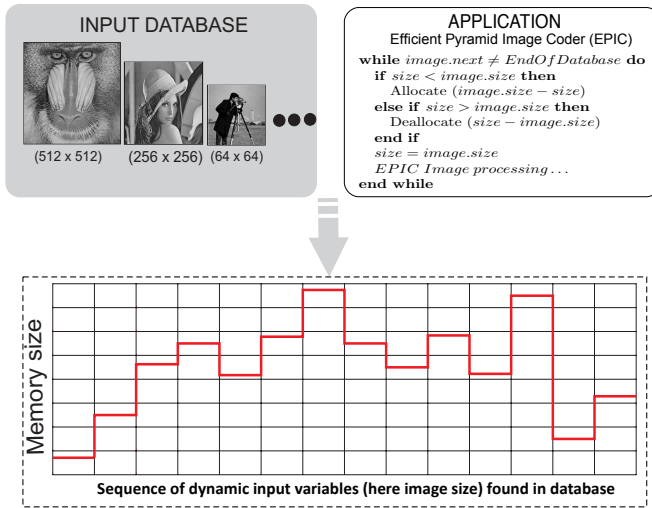 INPUT DATABASE
(512 x 512)
(256 x 256)
(64 x 64)
APPLICATION
Efficient Pyramid Image Coder (EPIC)
while image.next ≠ EndOfDatabase do
if size < image.size then
Allocate (image.size − size)
else if size > image.size then
Deallocate (size − image.size)
end if
size = image.size
EPIC Image processing...
end while
Memory size
Sequence of dynamic input variables (here image size) found in database